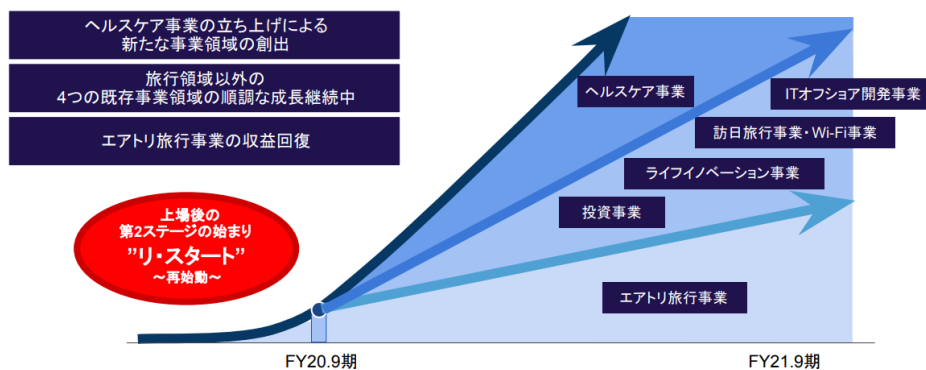 ヘルスケア事業の立ち上げによる
新たな事業領域の創出
旅行領域以外の
4つの既存事業領域の順調な成長継続中
エアトリ旅行事業の収益回復
上場後の
第2ステージの始まり
”リ・スタート”
～再始動～
ヘルスケア事業
ITオフショア開発事業
訪日旅行事業・Wi-Fi事業
ライフイノベーション事業
投資事業
エアトリ旅行事業
FY20.9期
FY21.9期